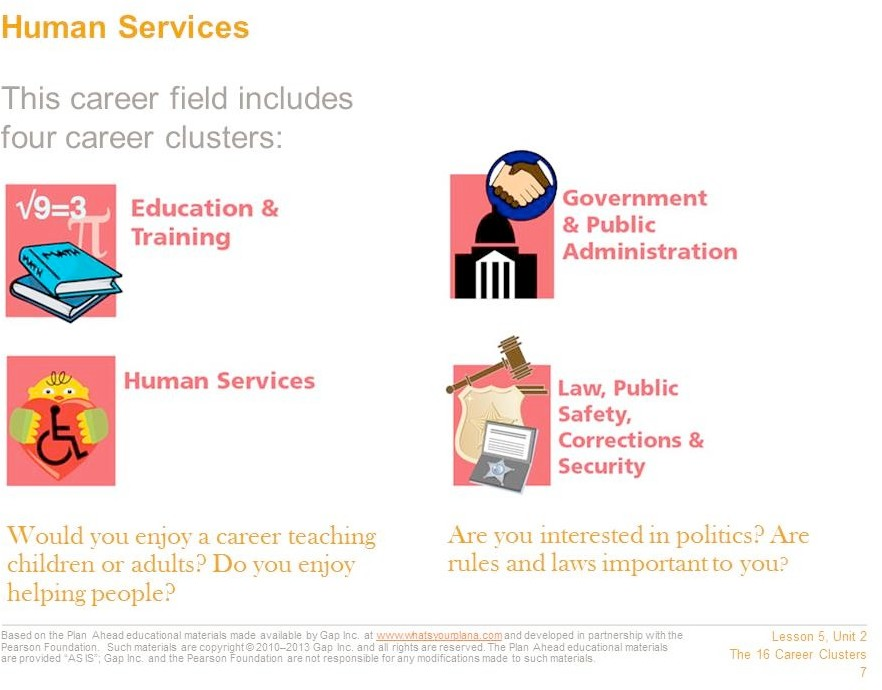 Human Services
This career field includes
four career clusters:
√9=3
π
MATH
MATH
Education &
Training
Government
& Public
Administration
Human Services
Law, Public
Safety,
Corrections &
Security
Would you enjoy a career teaching
children or adults? Do you enjoy
helping people?
Are you interested in politics? Are
rules and laws important to you?
Based on the Plan Ahead educational materials made available by Gap Inc. at www.whatsyourplana.com and developed in partnership with the
Pearson Foundation. Such materials are copyright © 2010–2013 Gap Inc. and all rights are reserved. The Plan Ahead educational materials
are provided "AS IS"; Gap Inc. and the Pearson Foundation are not responsible for any modifications made to such materials.
Lesson 5, Unit 2
The 16 Career Clusters
7